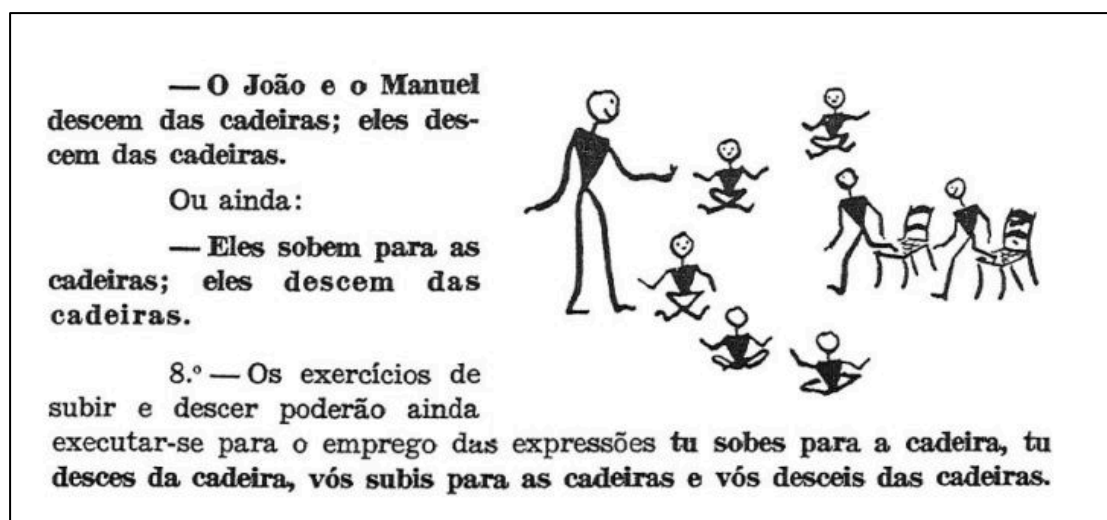 — O João e o Manuel
descem das cadeiras; eles des-
cem das cadeiras.
Ou ainda:
— Eles sobem para as
cadeiras; eles descem das
cadeiras.
8.º — Os exercícios de
subir e descer poderão ainda
executar-se para o emprego das expressões tu sobes para a cadeira, tu
desces da cadeira, vós subis para as cadeiras e vós desceis das cadeiras.